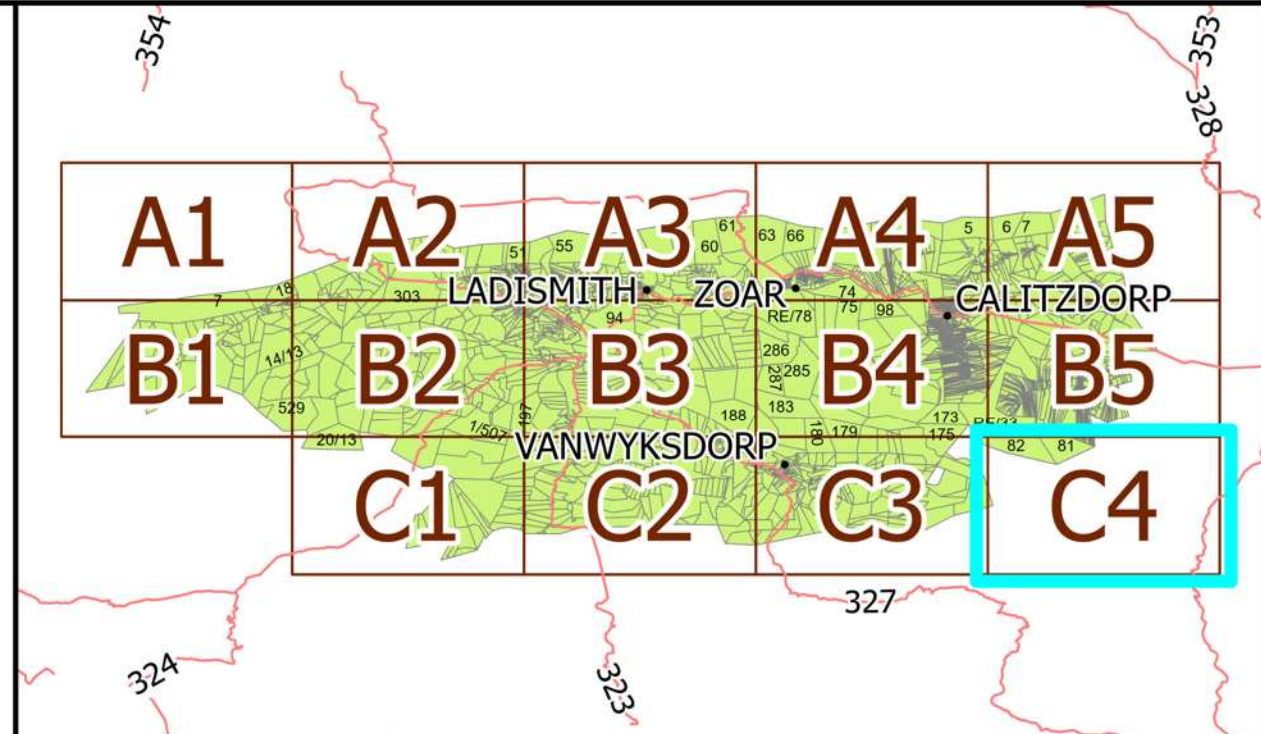 354
353
328
A1
A2
A3
A4
A5
61
63
66
5
6
7
51
55
60
18
7
303
LADISMITH
ZOAR
74
CALITZDORP
94
RE/78
75
98
B1
B2
B3
B4
B5
14/13
286
287
285
529
197
188
183
173
RE/33
20/13
1/507
VANWYKSDORP
180
179
175
82
81
C1
C2
C3
C4
327
324
323